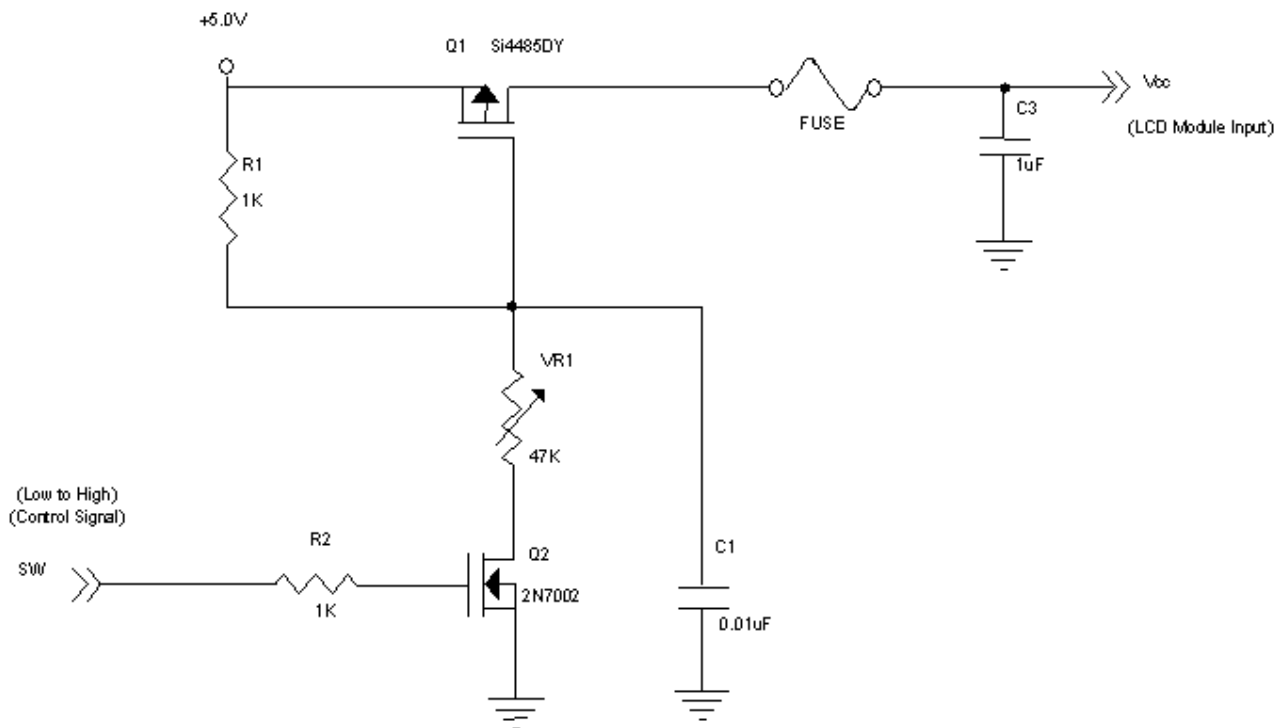 +5.0V
Q1 Si4485DY
FUSE
Vcc
(LCD Module Input)
C3
1uF
R1
1K
VR1
47K
(Low to High)
(Control Signal)
SW
R2
1K
Q2
2N7002
C1
0.01uF